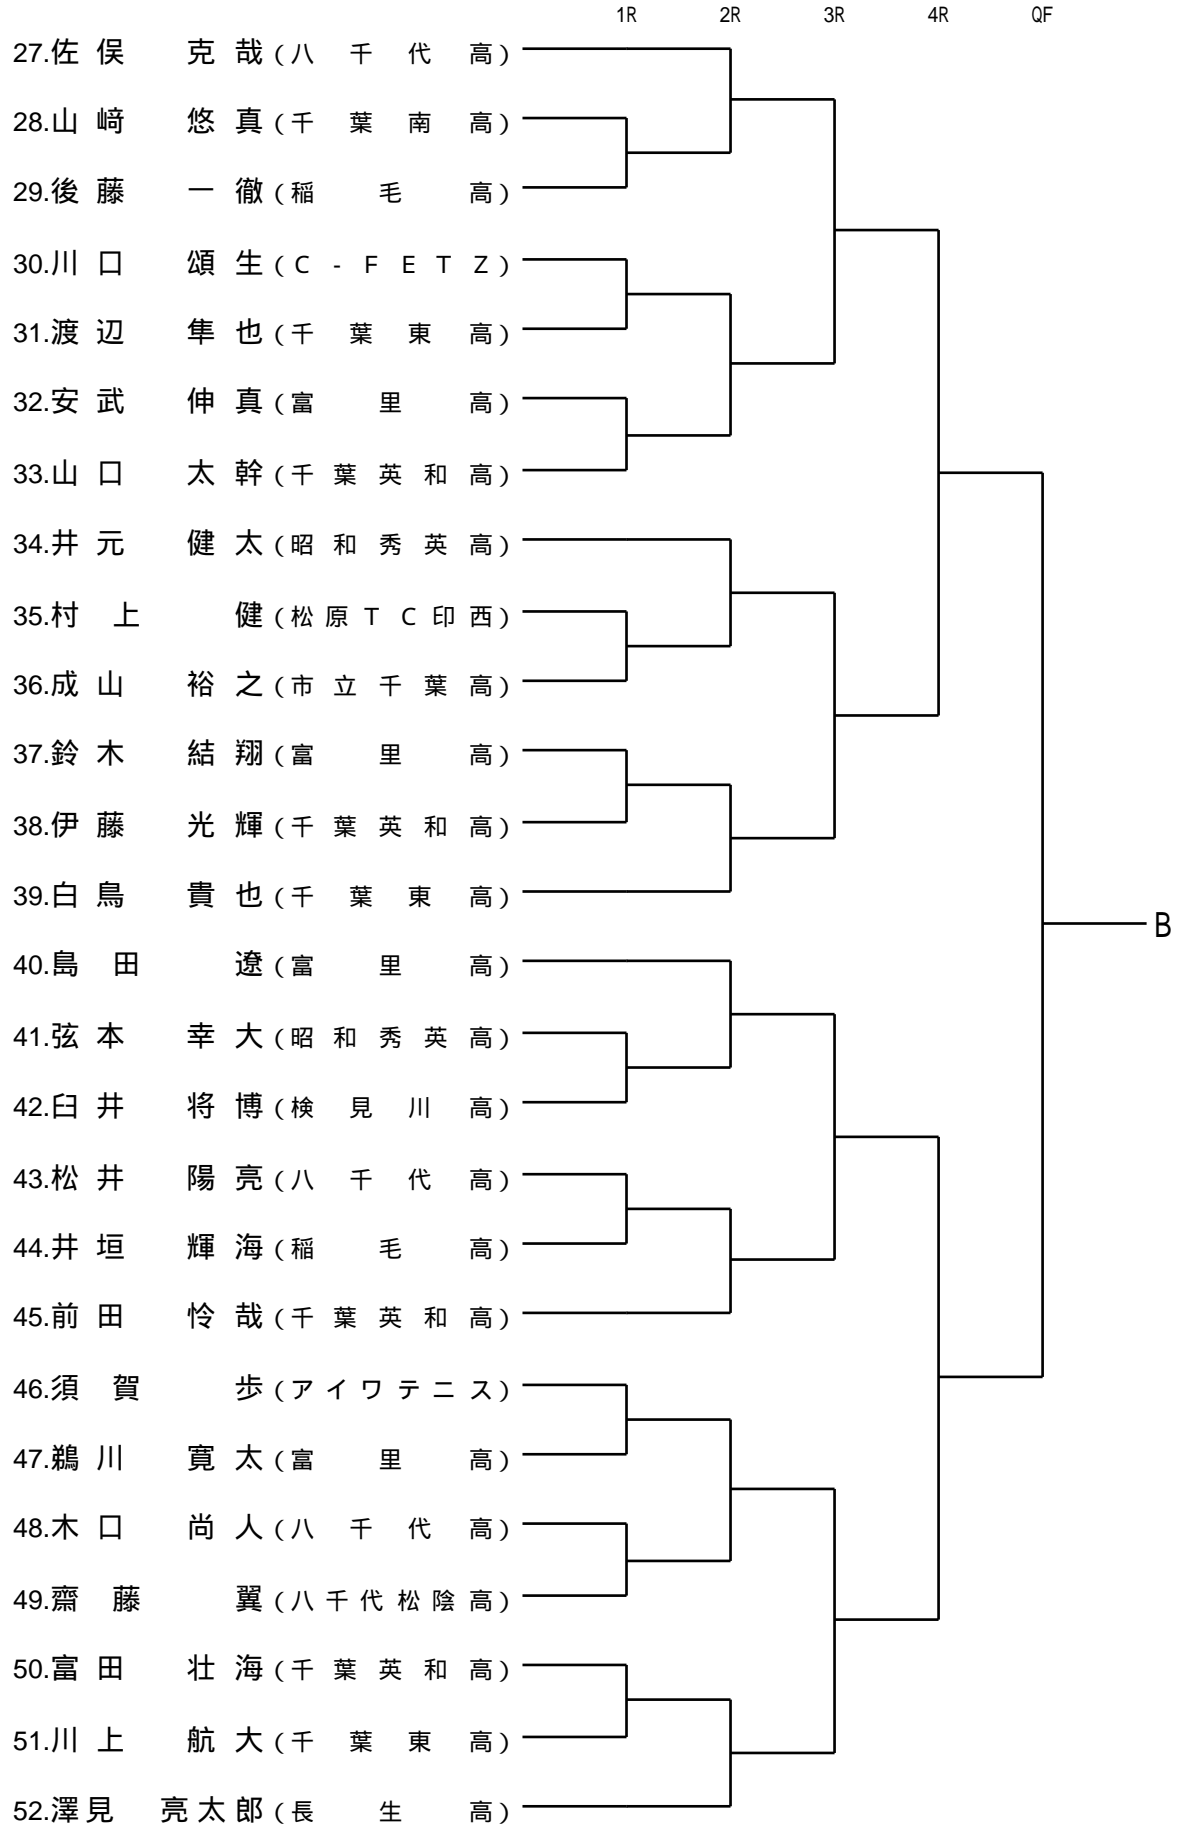 1R 2R 3R 4R QF
27.佐俣 克哉(八千代高)
28.山﨑 悠真(千葉南高)
29.後藤 一徹(稲毛高)
30.川口 頌生(C-FETZ)
31.渡辺 隼也(千葉東高)
32.安武 伸真(富里高)
33.山口 太幹(千葉英和高)
34.井元 健太(昭和秀英高)
35.村上 健(松原TC印西)
36.成山 裕之(市立千葉高)
37.鈴木 結翔(富里高)
38.伊藤 光輝(千葉英和高)
39.白鳥 貴也(千葉東高)
B
40.島田 遼(富里高)
41.弦本 幸大(昭和秀英高)
42.臼井 将博(検見川高)
43.松井 陽亮(八千代高)
44.井垣 輝海(稲毛高)
45.前田 怜哉(千葉英和高)
46.須賀 歩(アイワテニス)
47.鵜川 寛太(富里高)
48.木口 尚人(八千代高)
49.齋藤 翼(八千代松陰高)
50.富田 壮海(千葉英和高)
51.川上 航大(千葉東高)
52.澤見 亮太郎(長生高)